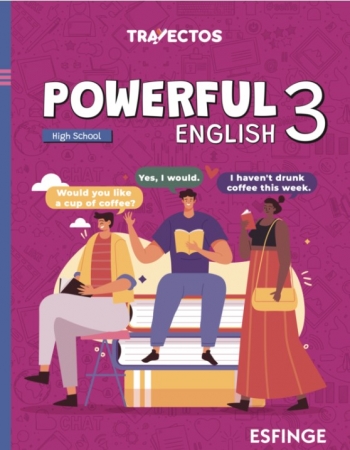 TRAYECTOS
POWERFUL
ENGLISH 3
High School
Yes, I would.
Would you like
a cup of coffee?
I haven't drunk
coffee this week.
CHAT
ESFINGE